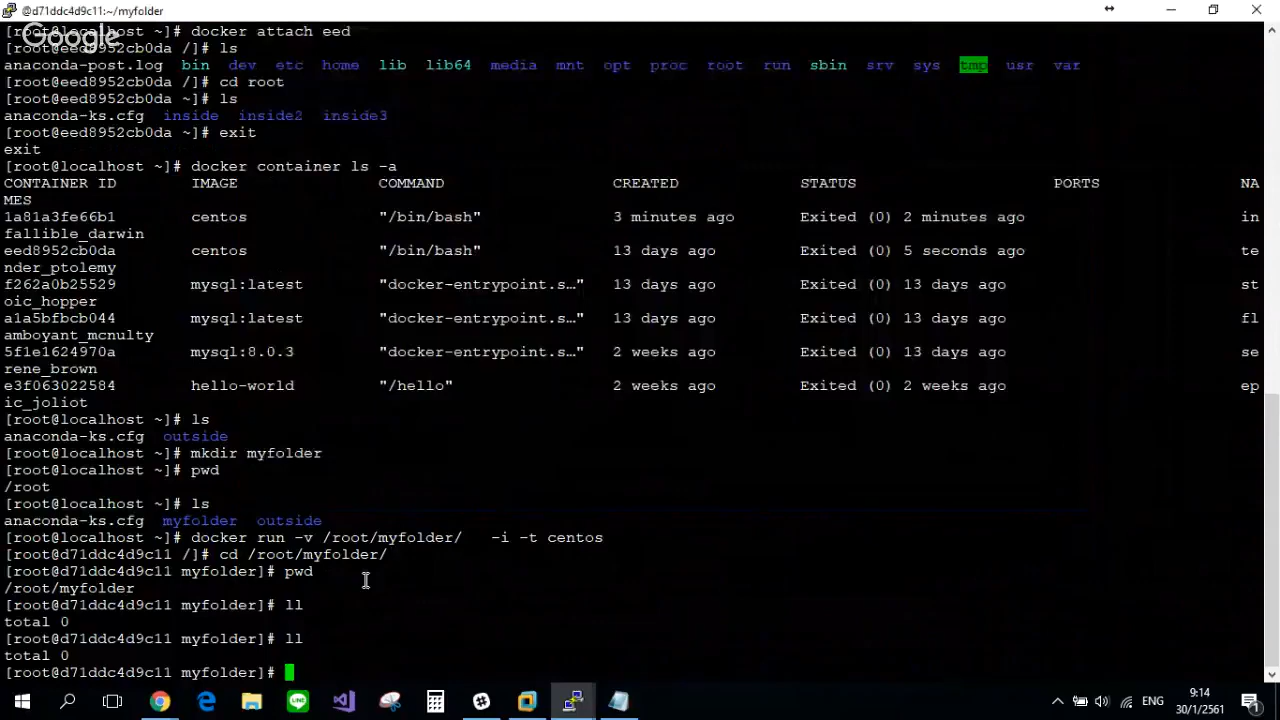 @d71ddc4d9c11:~/myfolder
Google
[root@localhost ~]# docker attach eed
[root@eed8952cb0da /]# ls
anaconda-post.log bin dev etc home lib lib64 media mnt opt proc root run sbin srv sys tmp usr var
[root@eed8952cb0da /]# cd root
[root@eed8952cb0da ~]# ls
anaconda-ks.cfg inside inside2 inside3
[root@eed8952cb0da ~]# exit
exit
[root@localhost ~]# docker container ls -a
CONTAINER ID IMAGE COMMAND CREATED STATUS PORTS NA
MES
1a81a3fe66b1 centos "/bin/bash" 3 minutes ago Exited (0) 2 minutes ago in
fallible_darwin
eed8952cb0da centos "/bin/bash" 13 days ago Exited (0) 5 seconds ago te
nder_ptolemy
f262a0b25529 mysql:latest "docker-entrypoint.s…" 13 days ago Exited (0) 13 days ago st
oic_hopper
a1a5bfbcb044 mysql:latest "docker-entrypoint.s…" 13 days ago Exited (0) 13 days ago fl
amboyant_mcnulty
5f1e1624970a mysql:8.0.3 "docker-entrypoint.s…" 2 weeks ago Exited (0) 13 days ago se
rene_brown
e3f063022584 hello-world "/hello" 2 weeks ago Exited (0) 2 weeks ago ep
ic_joliot
[root@localhost ~]# ls
anaconda-ks.cfg outside
[root@localhost ~]# mkdir myfolder
[root@localhost ~]# pwd
/root
[root@localhost ~]# ls
anaconda-ks.cfg myfolder outside
[root@localhost ~]# docker run -v /root/myfolder/ -i -t centos
[root@d71ddc4d9c11 /]# cd /root/myfolder/
[root@d71ddc4d9c11 myfolder]# pwd
/root/myfolder
[root@d71ddc4d9c11 myfolder]# ll
total 0
[root@d71ddc4d9c11 myfolder]# ll
total 0
[root@d71ddc4d9c11 myfolder]#
ENG
9:14
30/1/2561
1